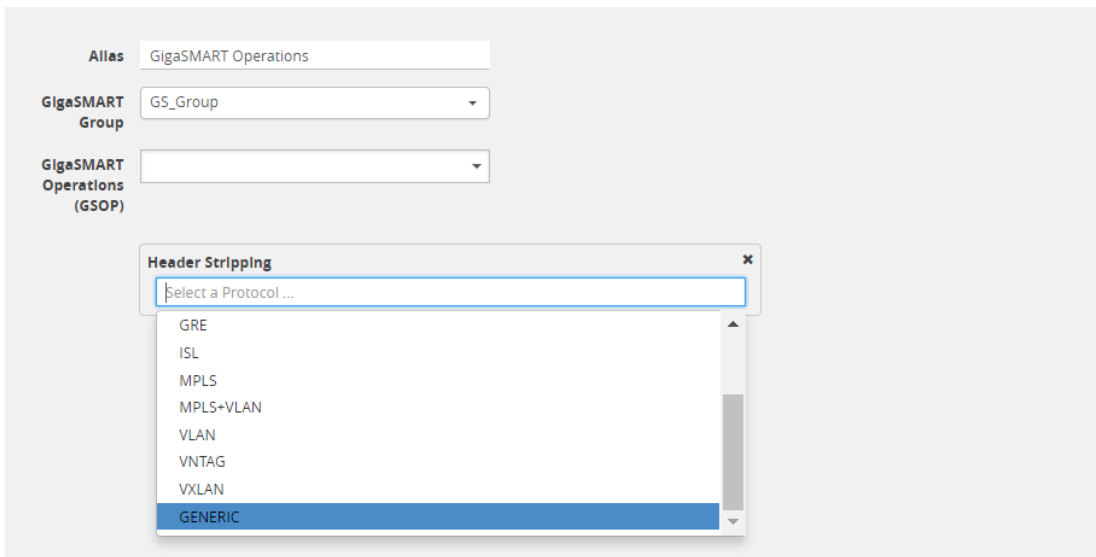 Alias GigaSMART Operations
GigaSMART
Group
GS_Group
GigaSMART
Operations
(GSOP)
Header Stripping
Select a Protocol ...
GRE
ISL
MPLS
MPLS+VLAN
VLAN
VNTAG
VXLAN
GENERIC